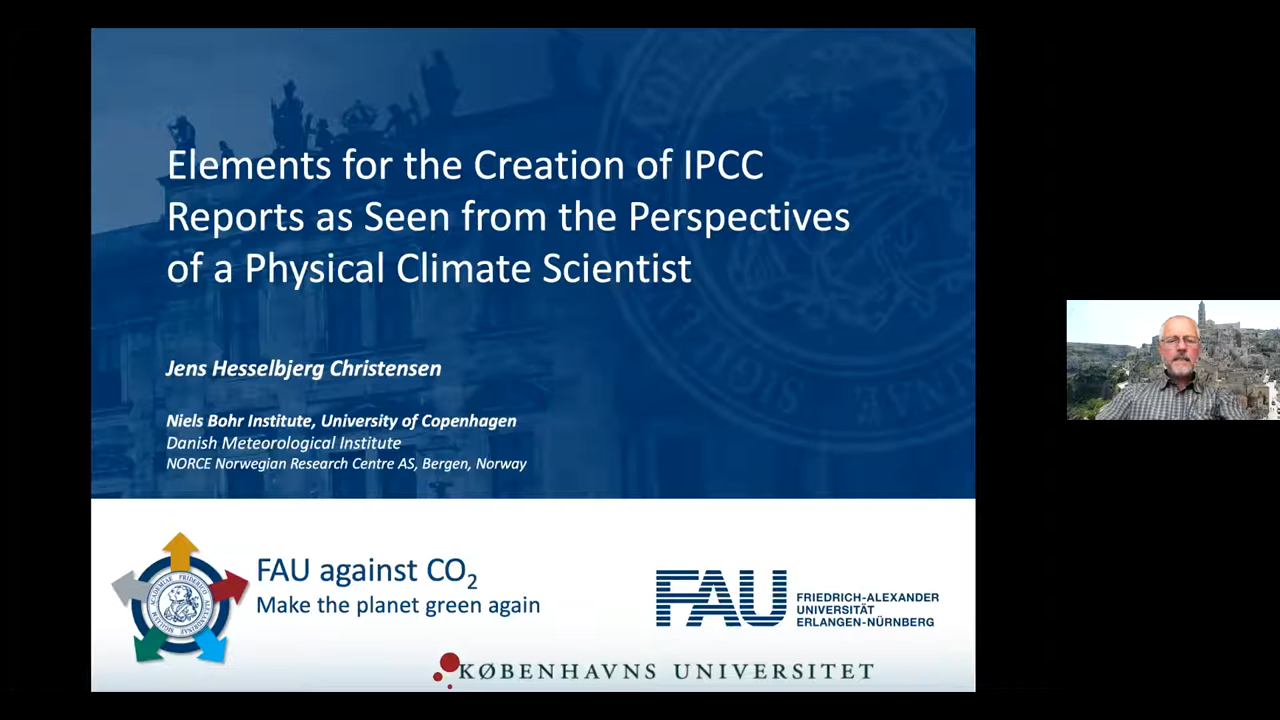 Elements for the Creation of IPCC
Reports as Seen from the Perspectives
of a Physical Climate Scientist
Jens Hesselbjerg Christensen
Niels Bohr Institute, University of Copenhagen
Danish Meteorological Institute
NORCE Norwegian Research Centre AS, Bergen, Norway
FAU against CO2
Make the planet green again
FAU
FRIEDRICH-ALEXANDER
UNIVERSITÄT
ERLANGEN-NÜRNBERG
KØBENHAVNS UNIVERSITET